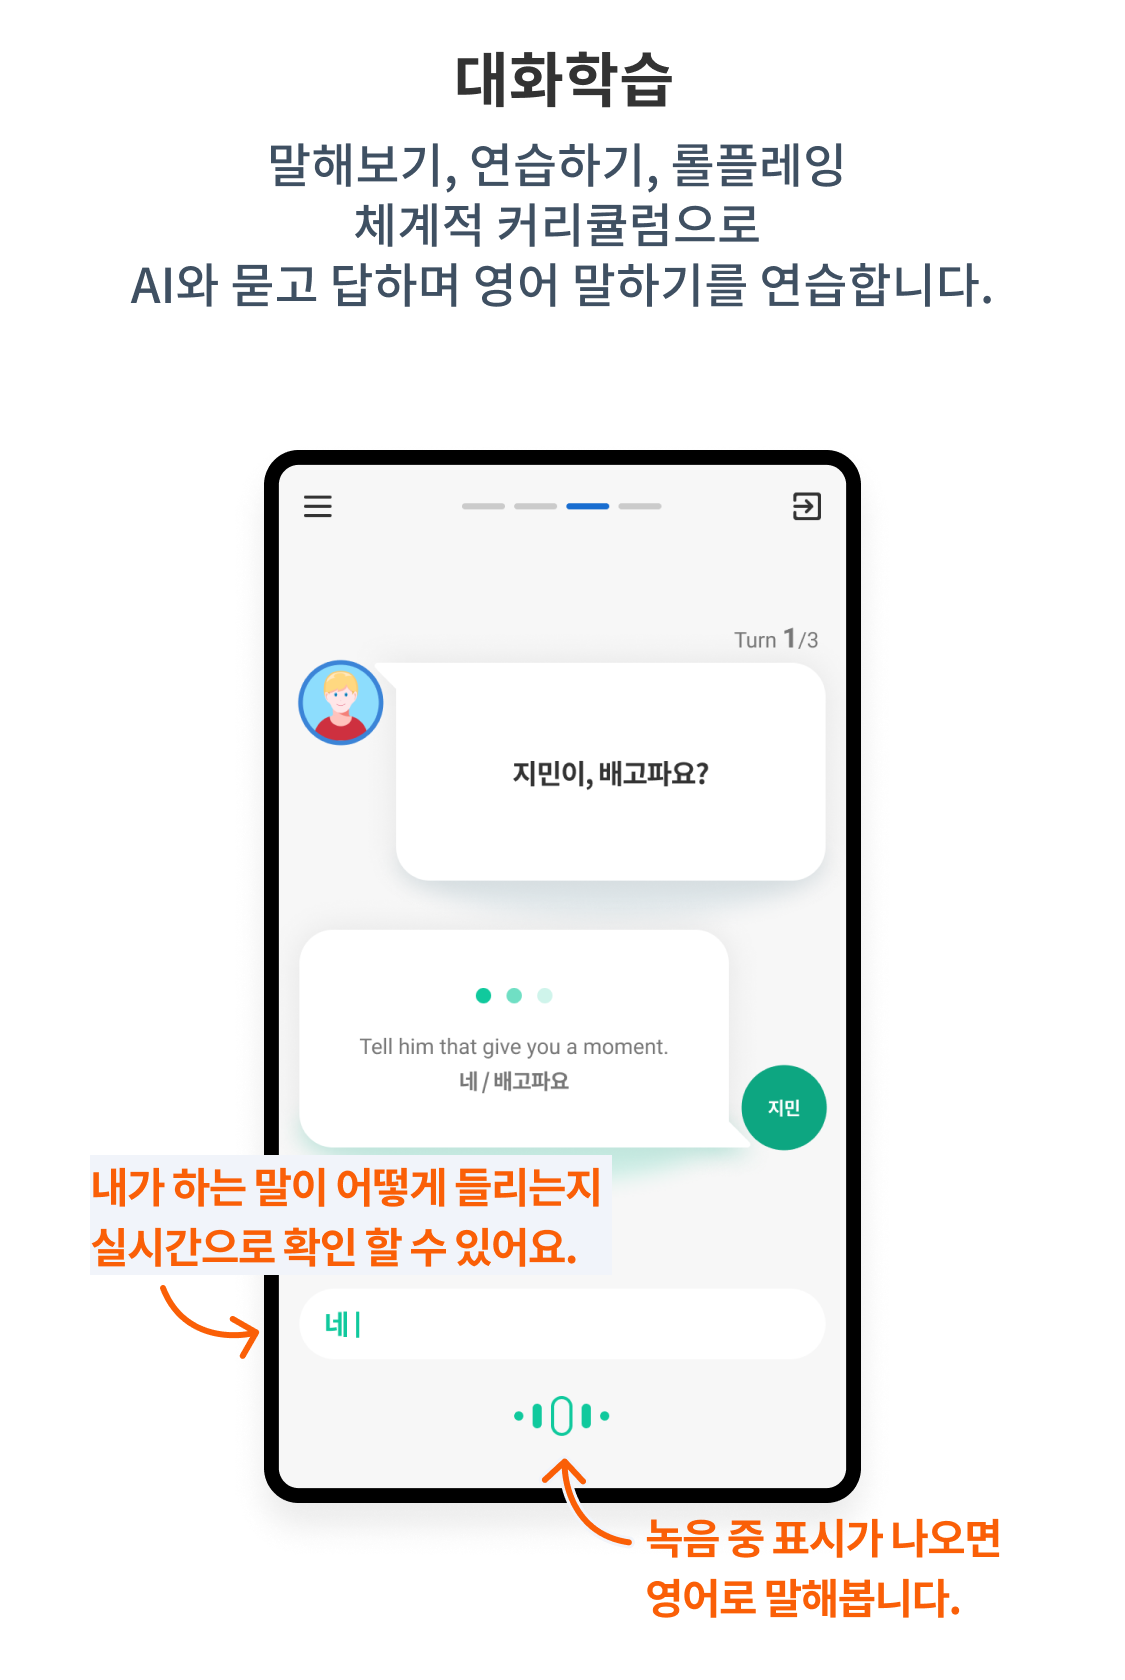 대화학습
말해보기, 연습하기, 롤플레잉
체계적 커리큘럼으로
AI와 묻고 답하며 영어 말하기를 연습합니다.
Turn 1/3
지민이, 배고파요?
Tell him that give you a moment.
네 / 배고파요
지민
내가 하는 말이 어떻게 들리는지
실시간으로 확인 할 수 있어요.
네
녹음 중 표시가 나오면
영어로 말해봅니다.